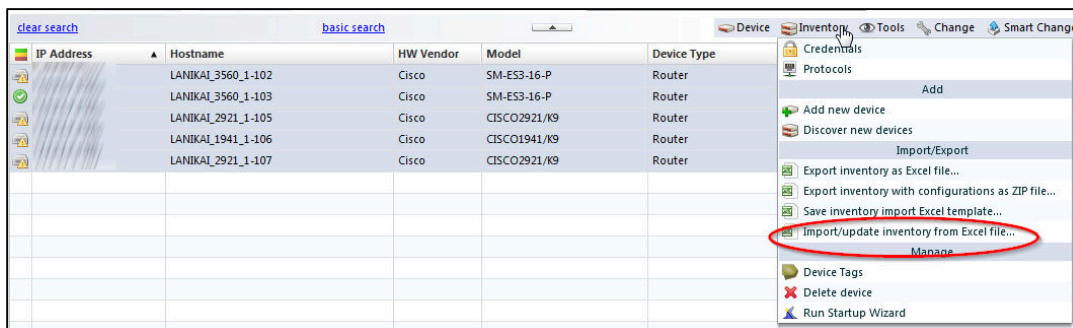 clear search basic search Device Inventory Tools Change Smart Change
IP Address Hostname HW Vendor Model Device Type Credentials
LANIKAI_3560_1-102 Cisco SM-ES3-16-P Router Protocols
LANIKAI_3560_1-103 Cisco SM-ES3-16-P Router Add
LANIKAI_2921_1-105 Cisco CISCO2921/K9 Router Add new device
LANIKAI_1941_1-106 Cisco CISCO1941/K9 Router Discover new devices
LANIKAI_2921_1-107 Cisco CISCO2921/K9 Router Import/Export
Export inventory as Excel file...
Export inventory with configurations as ZIP file...
Save inventory import Excel template...
Import/update inventory from Excel file...
Manage
Device Tags
Delete device
Run Startup Wizard